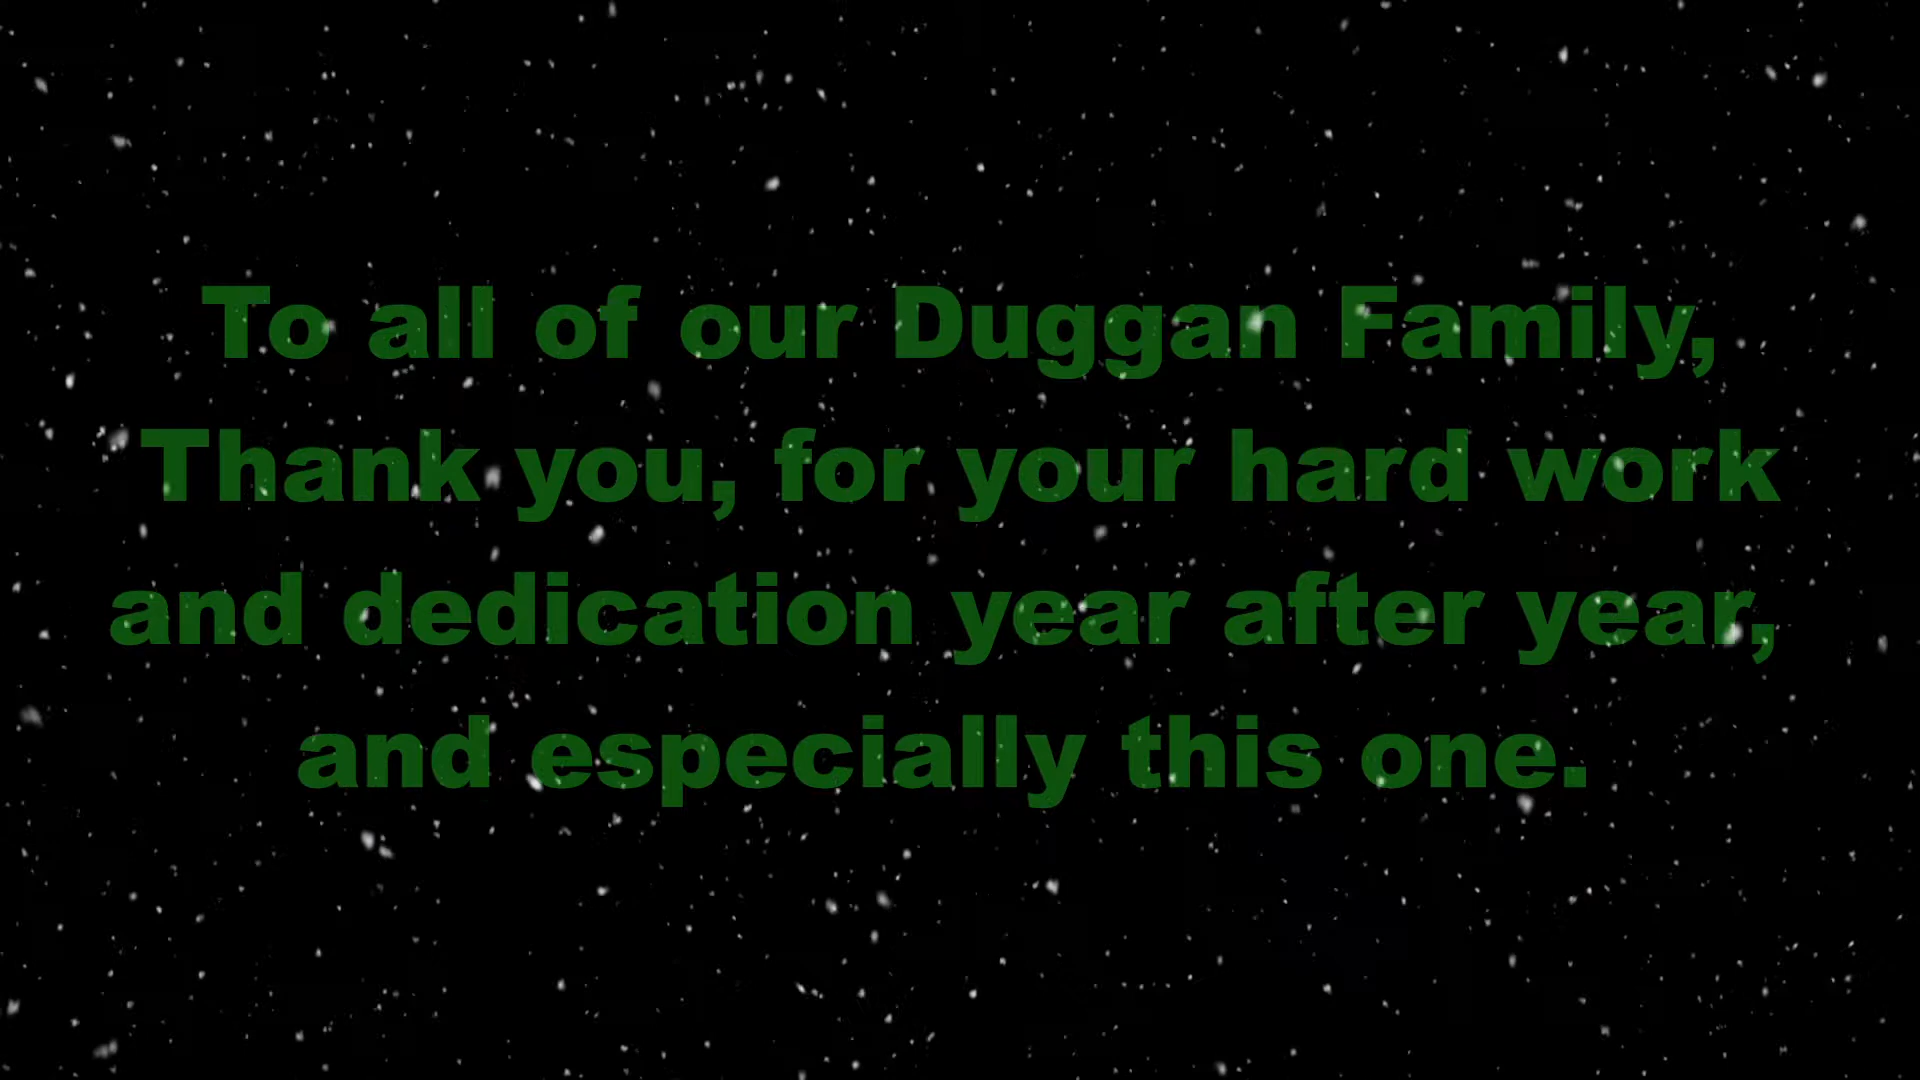 To all of our Duggan Family,
Thank you, for your hard work
and dedication year after year,
and especially this one.